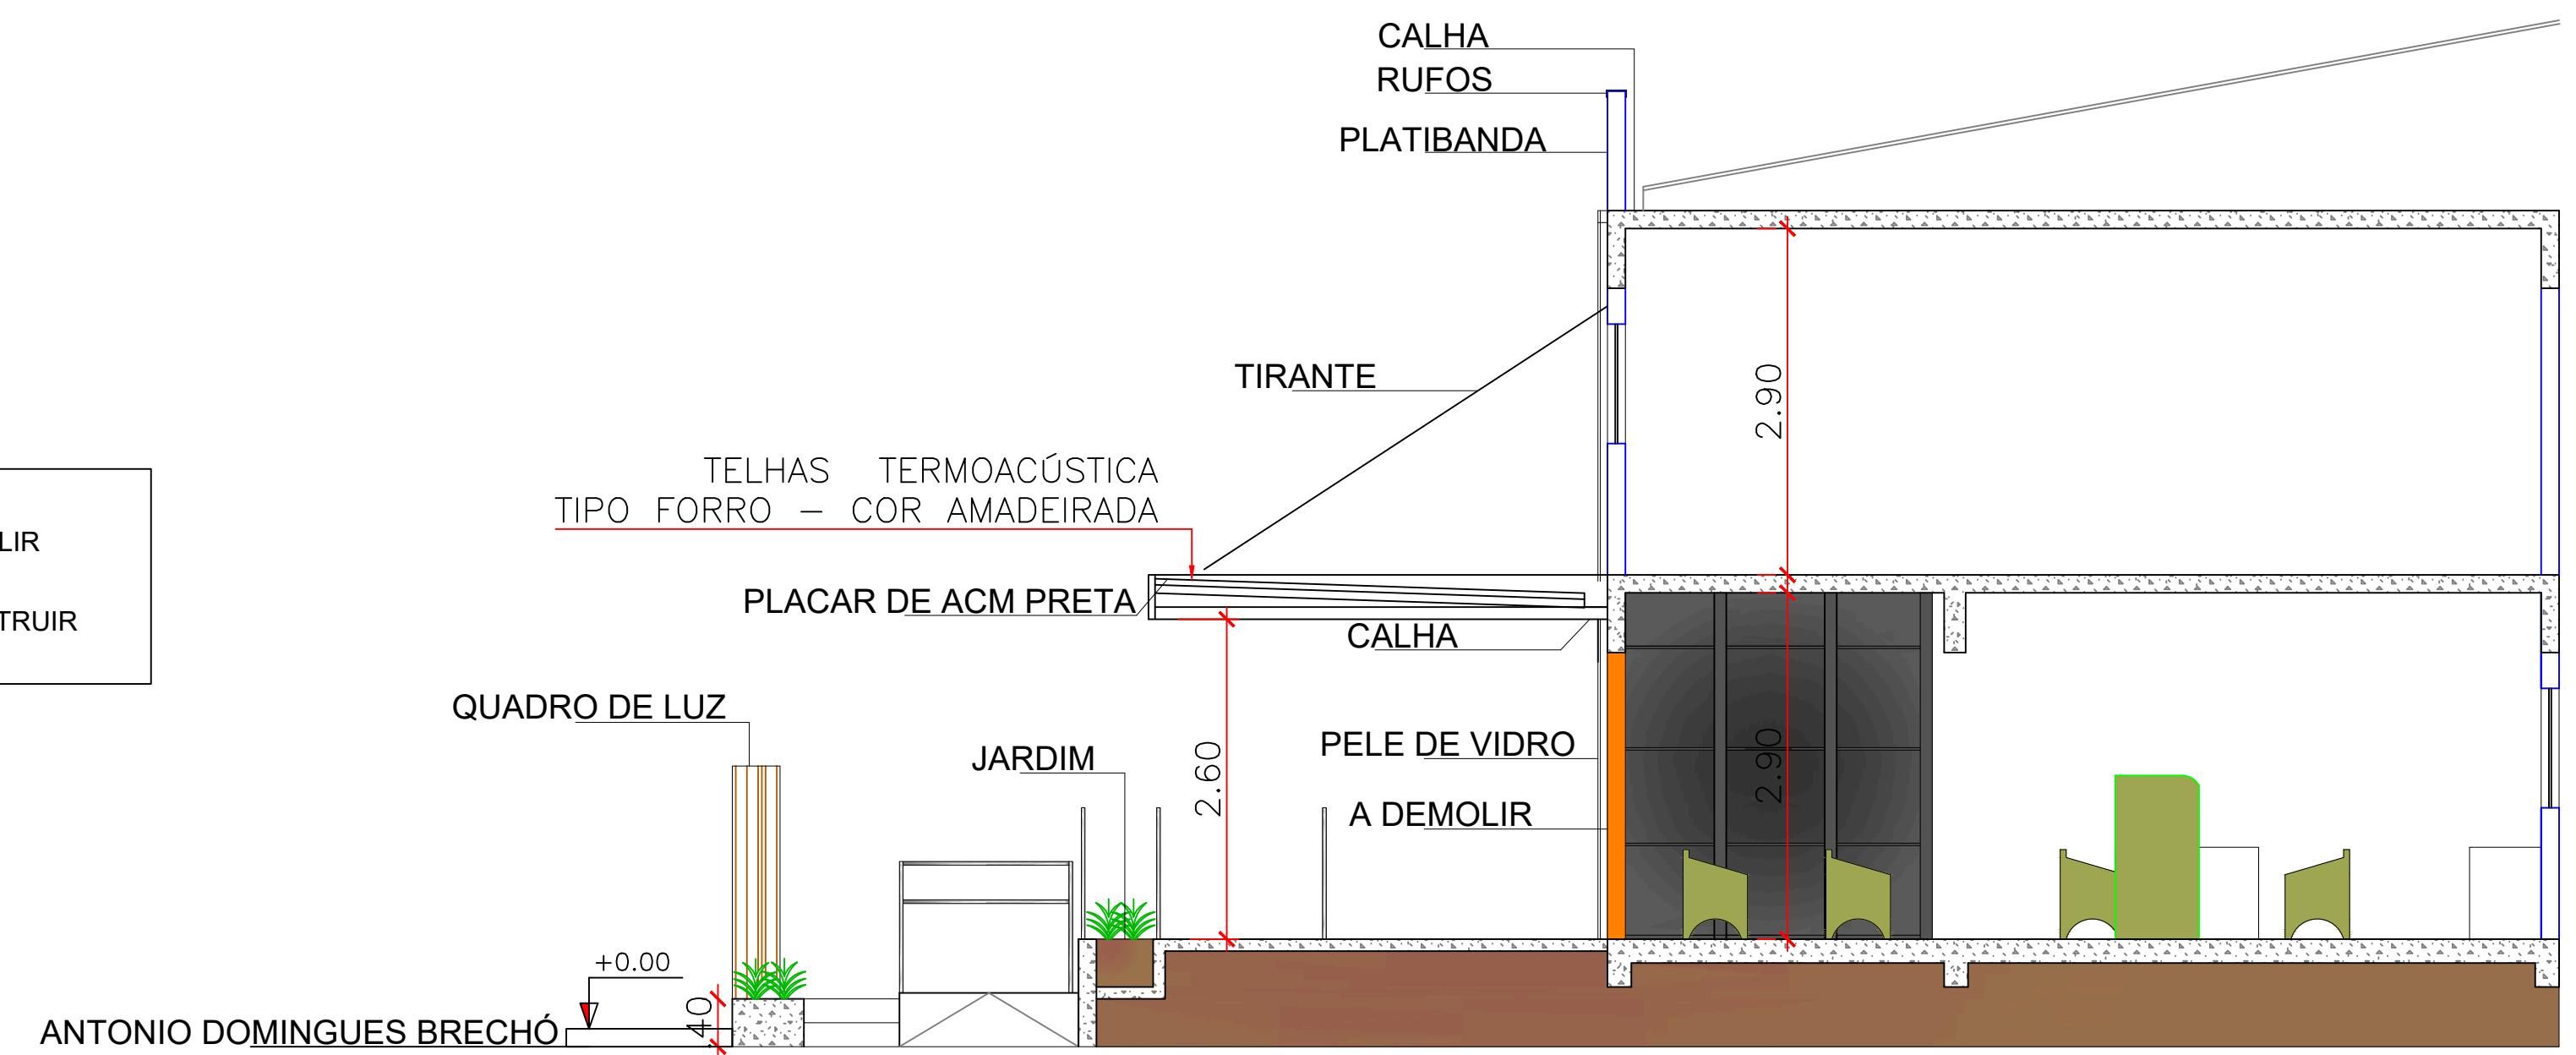 CALHA
RUFOS
PLATIBANDA
TIRANTE
2.90
TELHAS TERMOACÚSTICA
TIPO FORRO – COR AMADEIRADA
LIR
PLACAR DE ACM PRETA
TRUIR
CALHA
QUADRO DE LUZ
JARDIM
2.60
PELE DE VIDRO
2.90
A DEMOLIR
+0.00
.40
ANTONIO DOMINGUES BRECHÓ